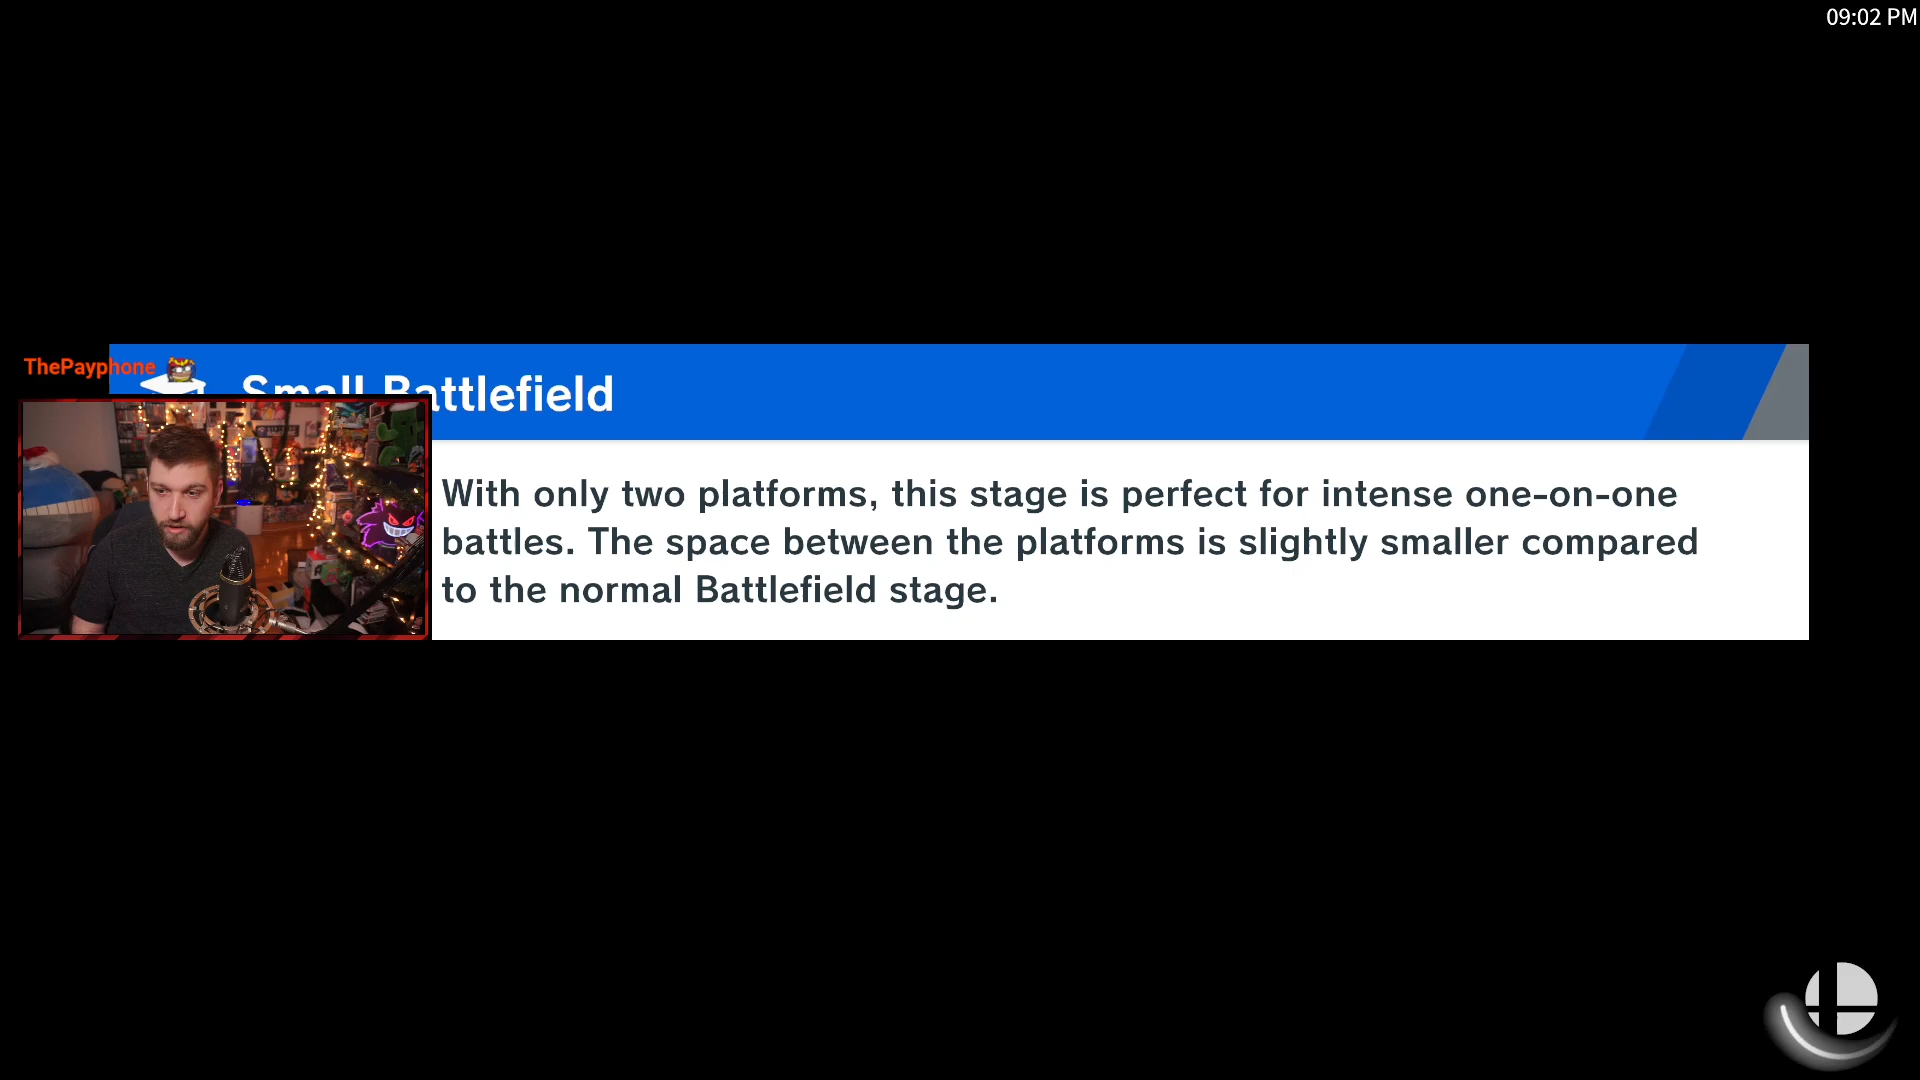 09:02 PM
ThePayphone
Small Battlefield
With only two platforms, this stage is perfect for intense one-on-one
battles. The space between the platforms is slightly smaller compared
to the normal Battlefield stage.